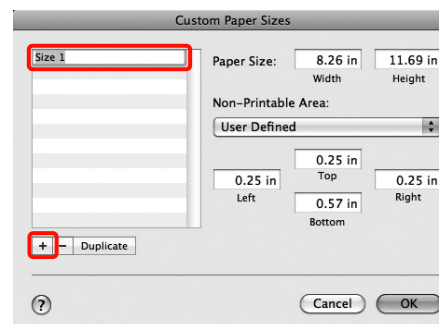 Custom Paper Sizes
Size 1
Paper Size:
8.26 in
11.69 in
Width
Height
Non-Printable Area:
User Defined
0.25 in
Top
0.25 in
0.25 in
Left
Right
0.57 in
Bottom
+ − Duplicate
? Cancel OK